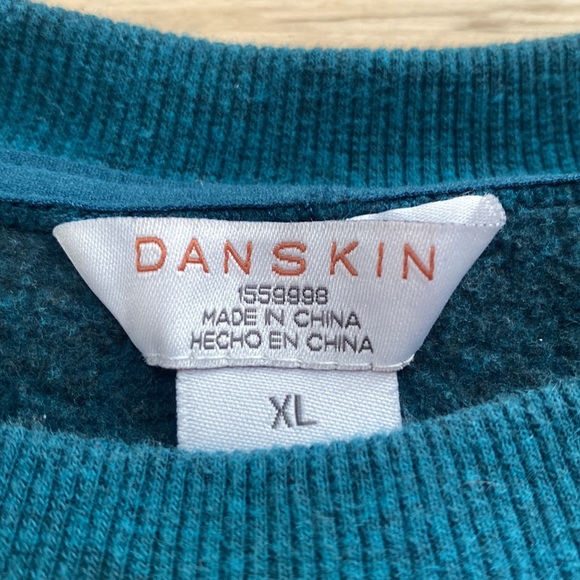 DANSKIN
1559998
MADE IN CHINA
HECHO EN CHINA
XL